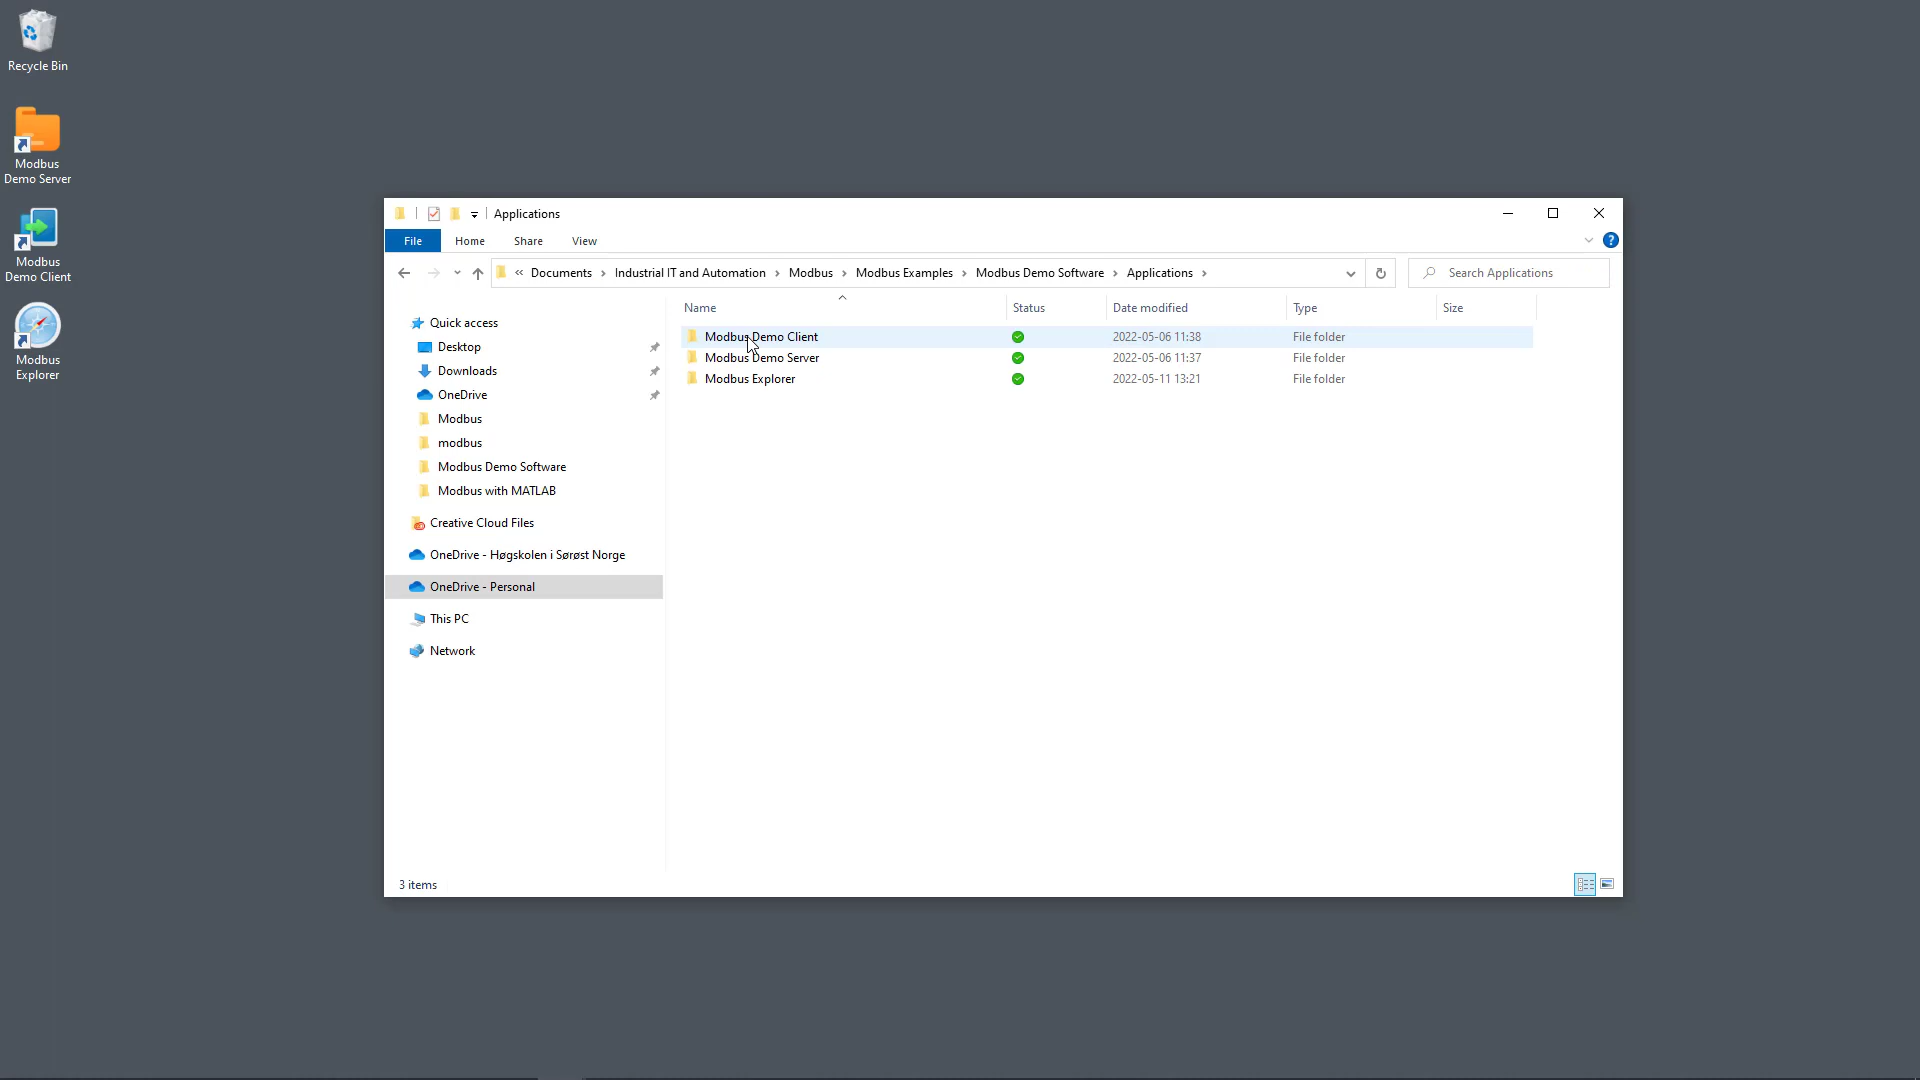 Recycle Bin
Modbus
Demo Server
Modbus
Demo Client
Modbus
Explorer
Applications
File Home Share View
« Documents › Industrial IT and Automation › Modbus › Modbus Examples › Modbus Demo Software › Applications ›
Search Applications
Name Status Date modified Type Size
Modbus Demo Client 2022-05-06 11:38 File folder
Modbus Demo Server 2022-05-06 11:37 File folder
Modbus Explorer 2022-05-11 13:21 File folder
Quick access
Desktop
Downloads
OneDrive
Modbus
modbus
Modbus Demo Software
Modbus with MATLAB
Creative Cloud Files
OneDrive - Høgskolen i Sørøst Norge
OneDrive - Personal
This PC
Network
3 items